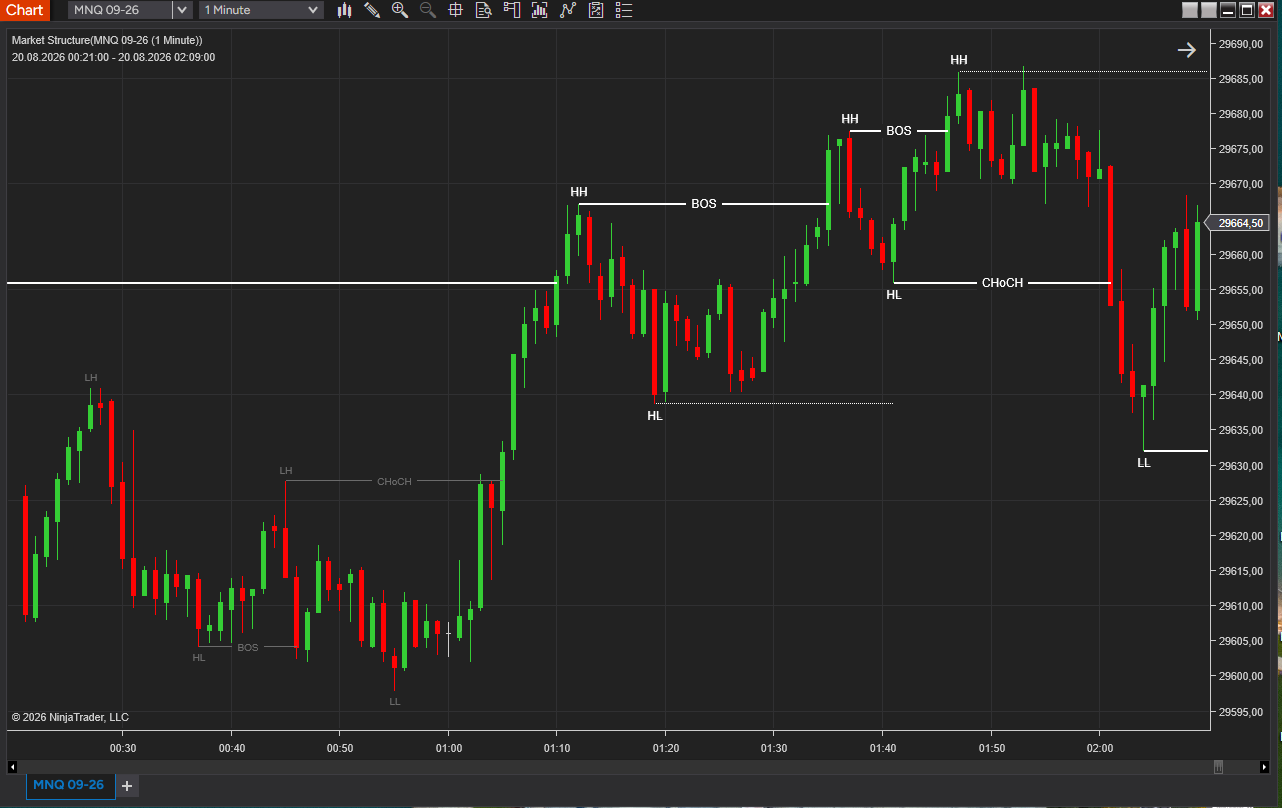 Chart MNQ 09-26 1 Minute
Market Structure(MNQ 09-26 (1 Minute))
20.08.2026 00:21:00 - 20.08.2026 02:09:00
29690,00
HH
29685,00
29680,00
HH
BOS
29675,00
29670,00
HH
BOS
29664,50
29660,00
CHoCH
29655,00
HL
29650,00
29645,00
LH
29640,00
HL
29635,00
LL
29630,00
LH
CHoCH
29625,00
29620,00
29615,00
29610,00
29605,00
HL
BOS
29600,00
LL
29595,00
© 2026 NinjaTrader, LLC
00:30 00:40 00:50 01:00 01:10 01:20 01:30 01:40 01:50 02:00
MNQ 09-26 +